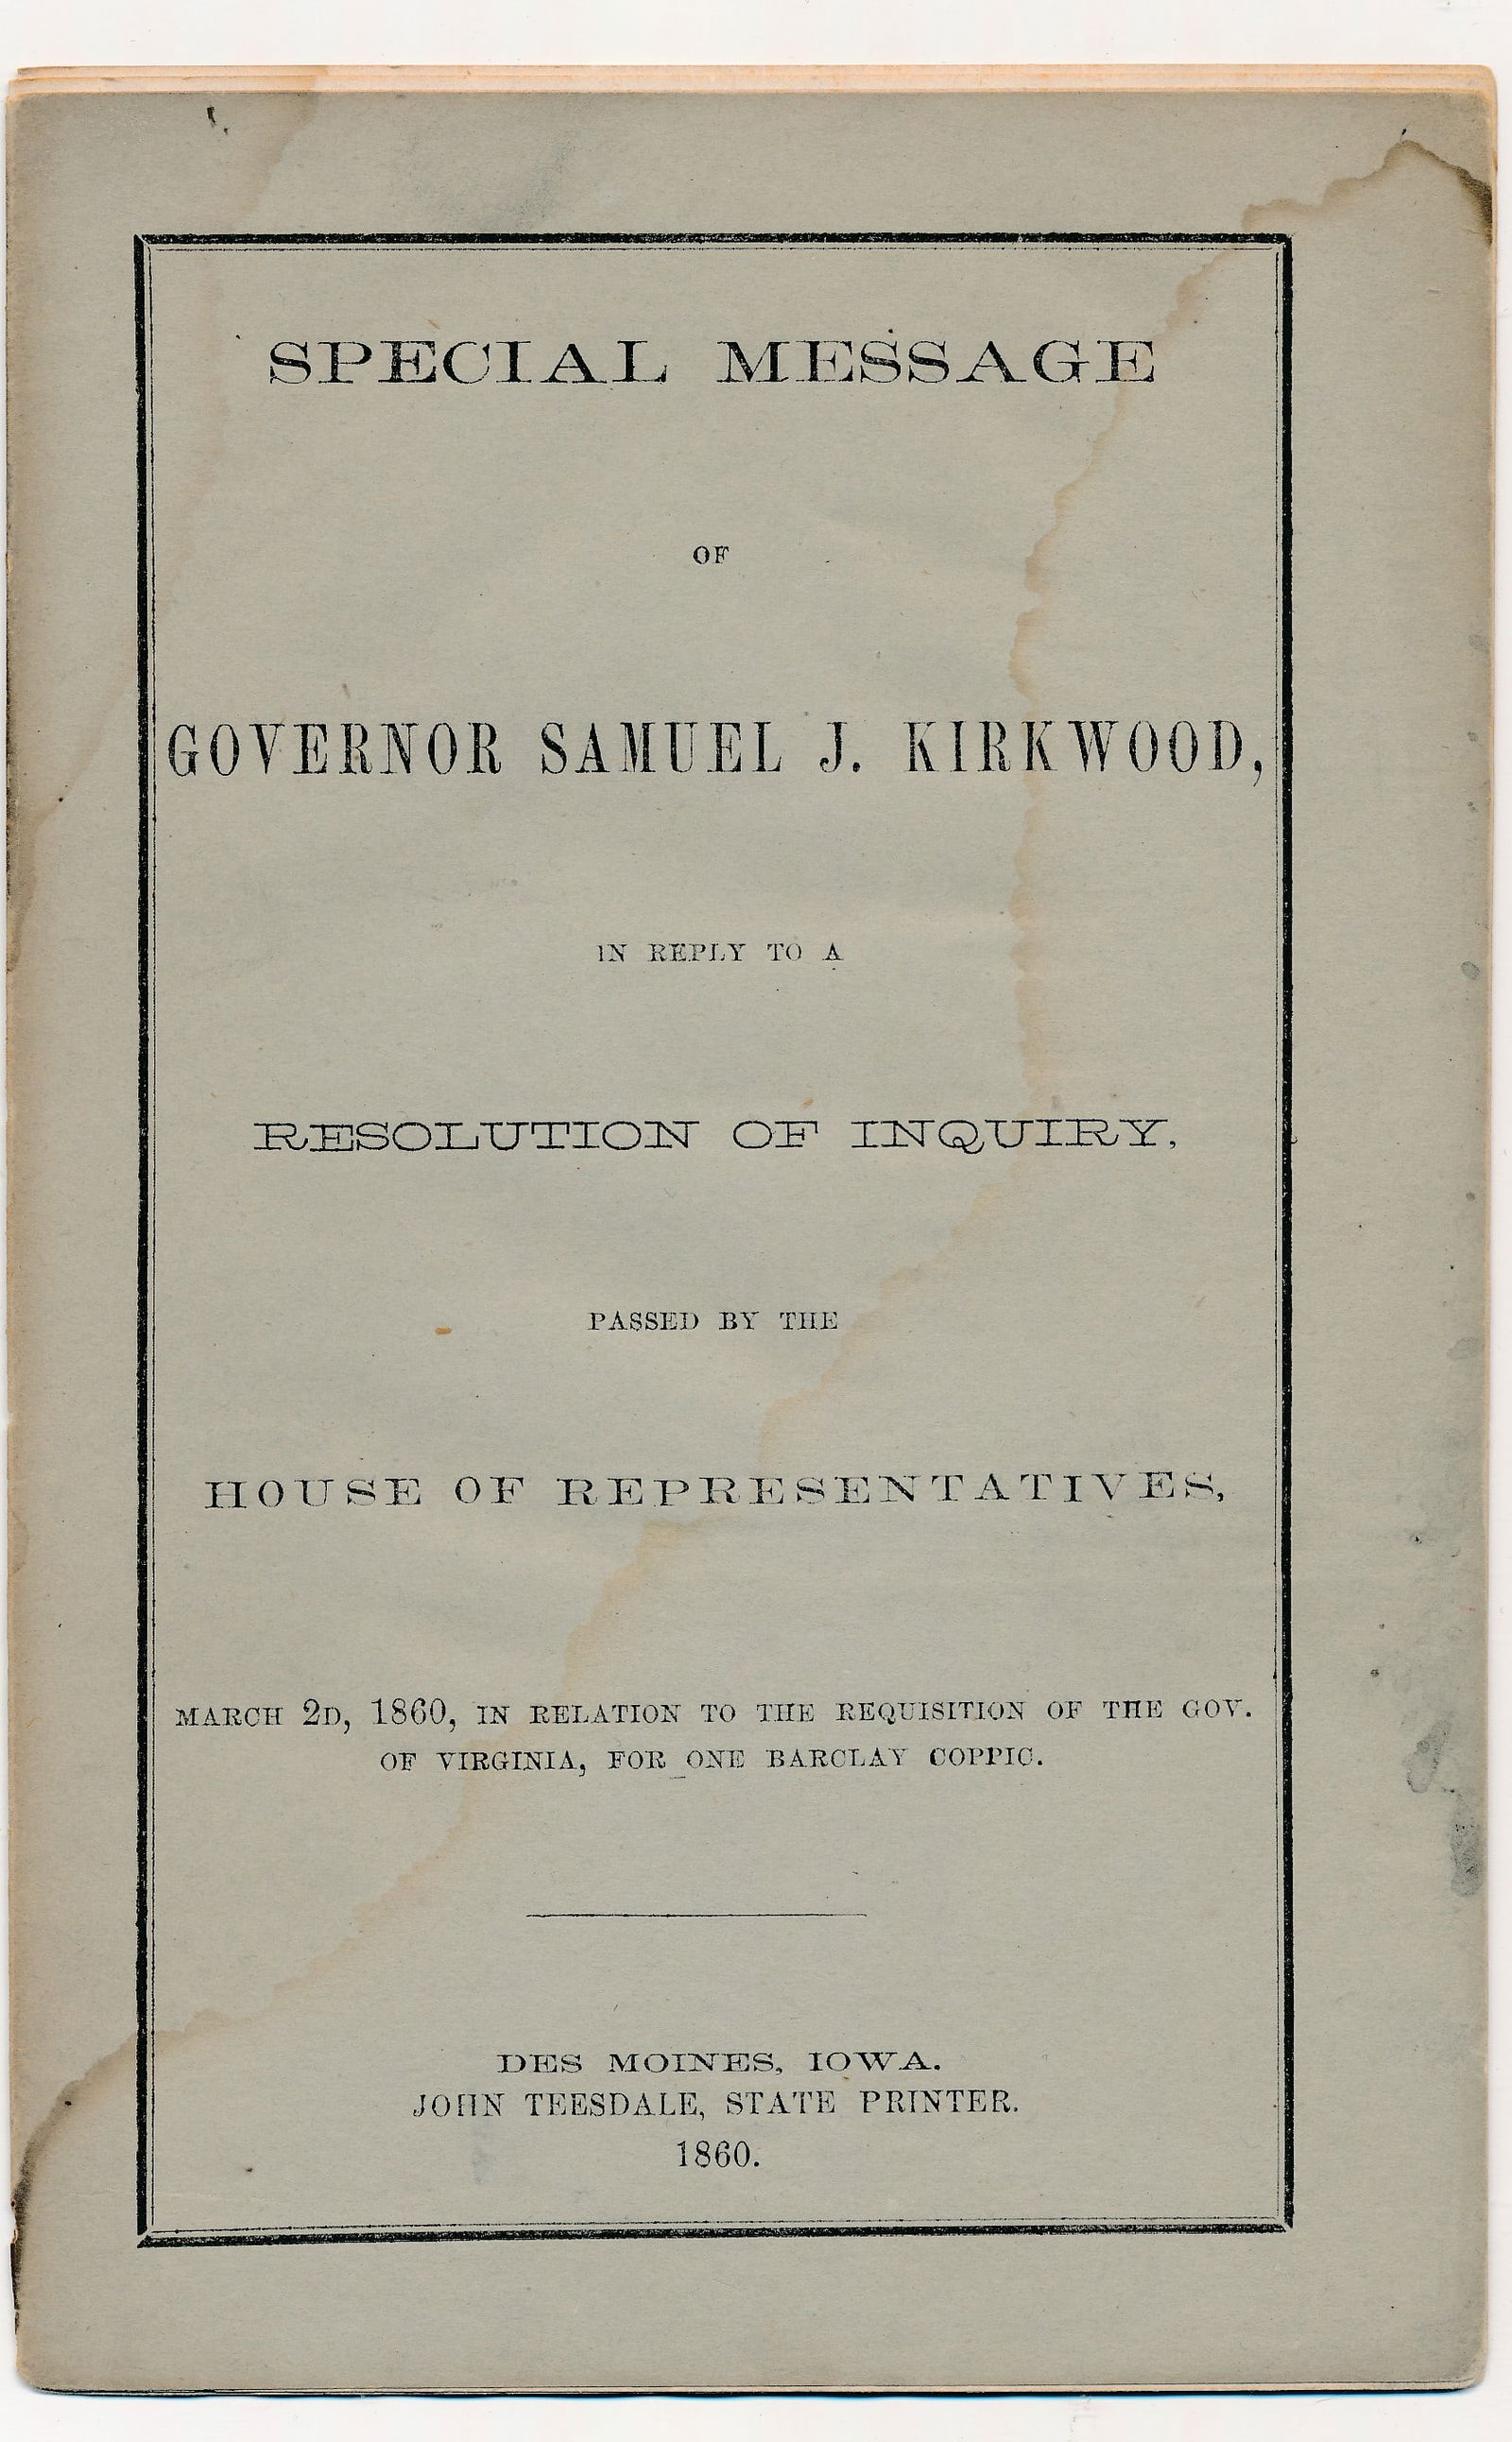 SPECIAL MESSAGE
OF
GOVERNOR SAMUEL J. KIRKWOOD,
IN REPLY TO A
RESOLUTION OF INQUIRY,
PASSED BY THE
HOUSE OF REPRESENTATIVES,
MARCH 2D, 1860, IN RELATION TO THE REQUISITION OF THE GOV.
OF VIRGINIA, FOR ONE BARCLAY COPPIC.
DES MOINES, IOWA.
JOHN TEESDALE, STATE PRINTER.
1860.